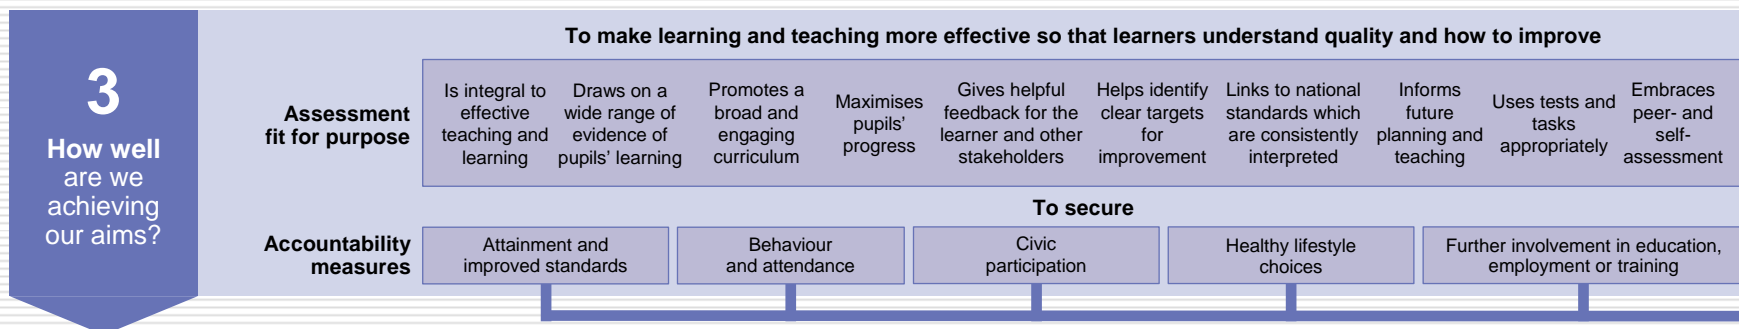 3
How well
are we
achieving
our aims?
To make learning and teaching more effective so that learners understand quality and how to improve
Assessment
fit for purpose
Is integral to
effective
teaching and
learning
Draws on a
wide range of
evidence of
pupils' learning
Promotes a
broad and
engaging
curriculum
Maximises
pupils'
progress
Gives helpful
feedback for the
learner and other
stakeholders
Helps identify
clear targets
for
improvement
Links to national
standards which
are consistently
interpreted
Informs
future
planning and
teaching
Uses tests and
tasks
appropriately
Embraces
peer- and
self-
assessment
To secure
Accountability
measures
Attainment and
improved standards
Behaviour
and attendance
Civic
participation
Healthy lifestyle
choices
Further involvement in education,
employment or training